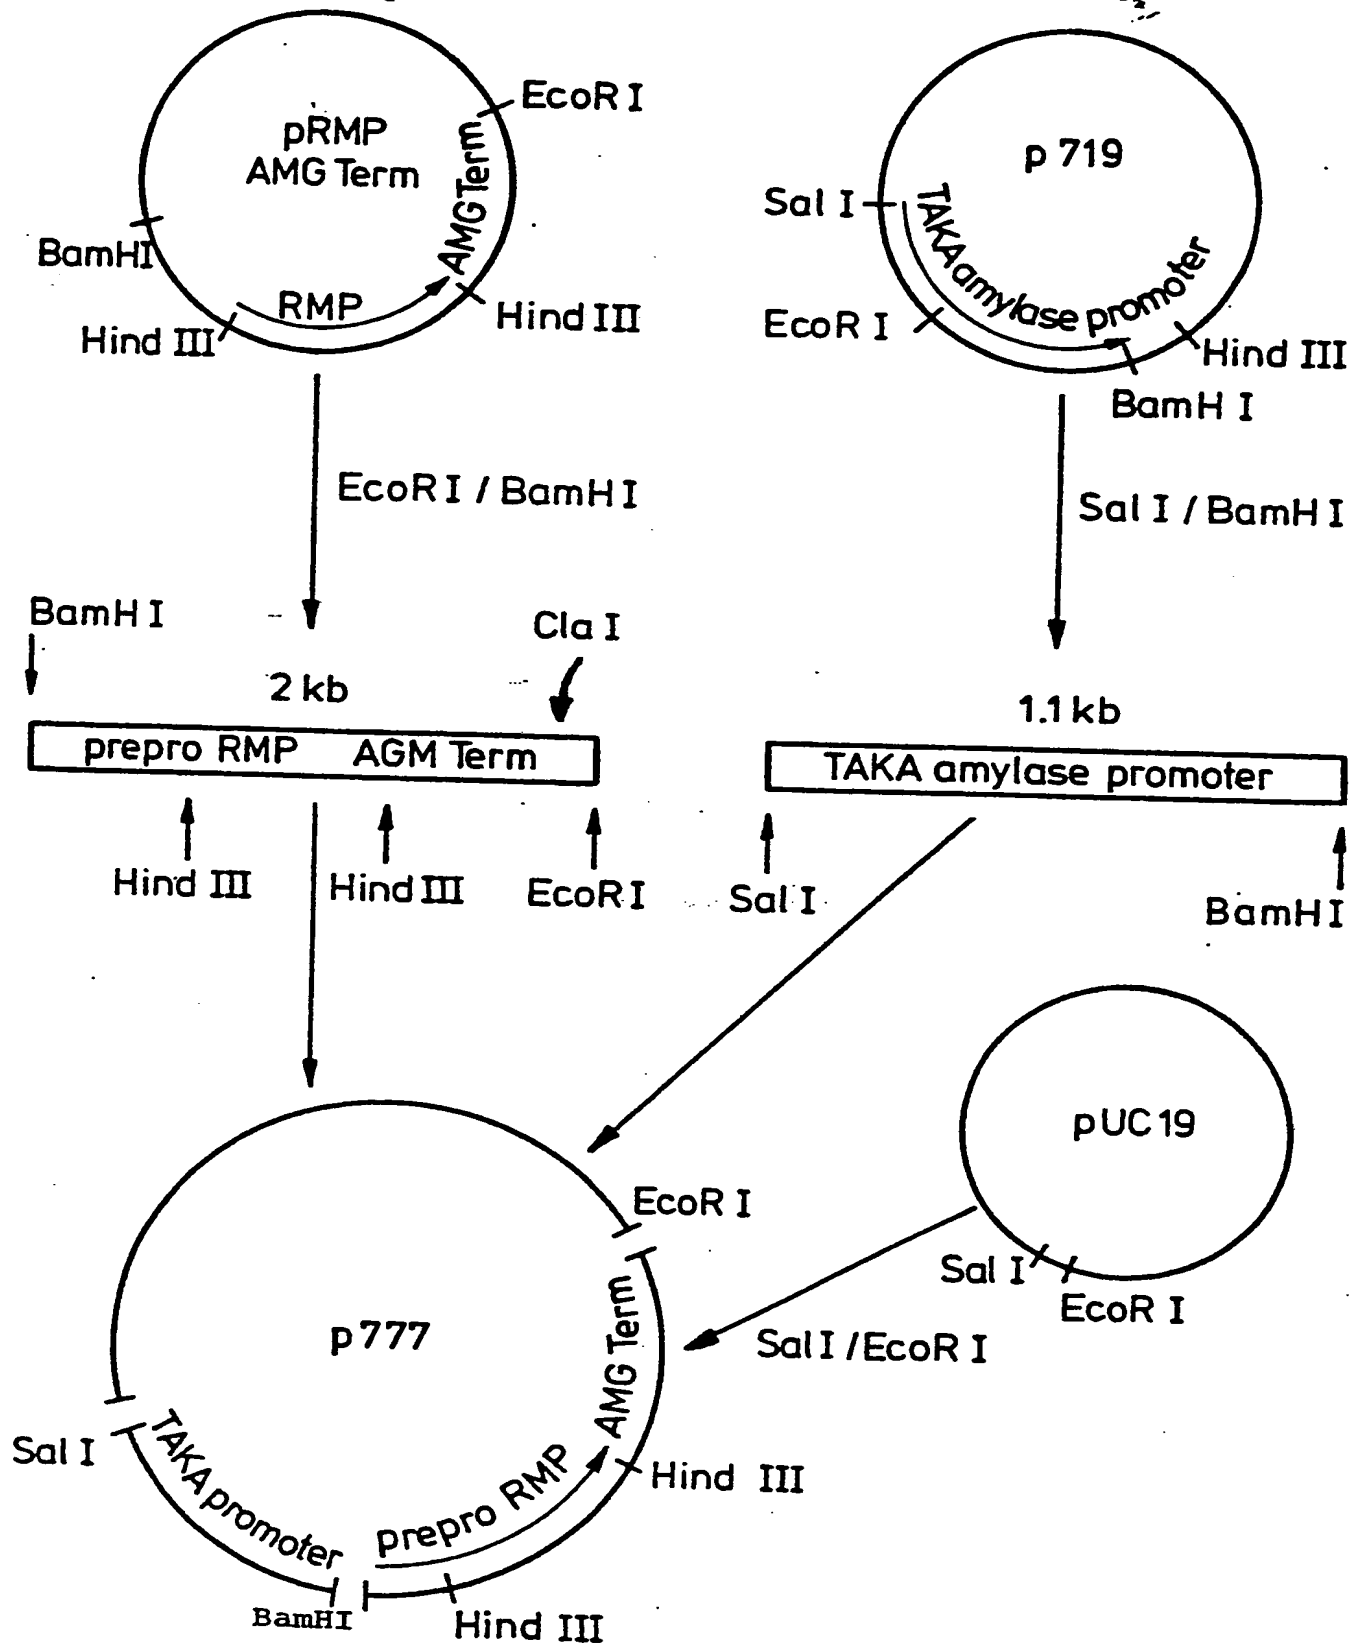 pRMP
AMG Term
EcoR I
AMG Term
BamHI
RMP
Hind III
Hind III
p 719
Sal I
TAKA amylase promoter
EcoR I
Hind III
BamH I
EcoR I / BamH I
Sal I / BamH I
BamH I
Cla I
2 kb
prepro RMP
AGM Term
Hind III
Hind III
EcoR I
1.1 kb
TAKA amylase promoter
Sal I
BamH I
pUC19
Sal I
EcoR I
Sal I / EcoR I
EcoR I
p777
AMG Term
Sal I
TAKA promoter
prepro RMP
Hind III
BamHI
Hind III